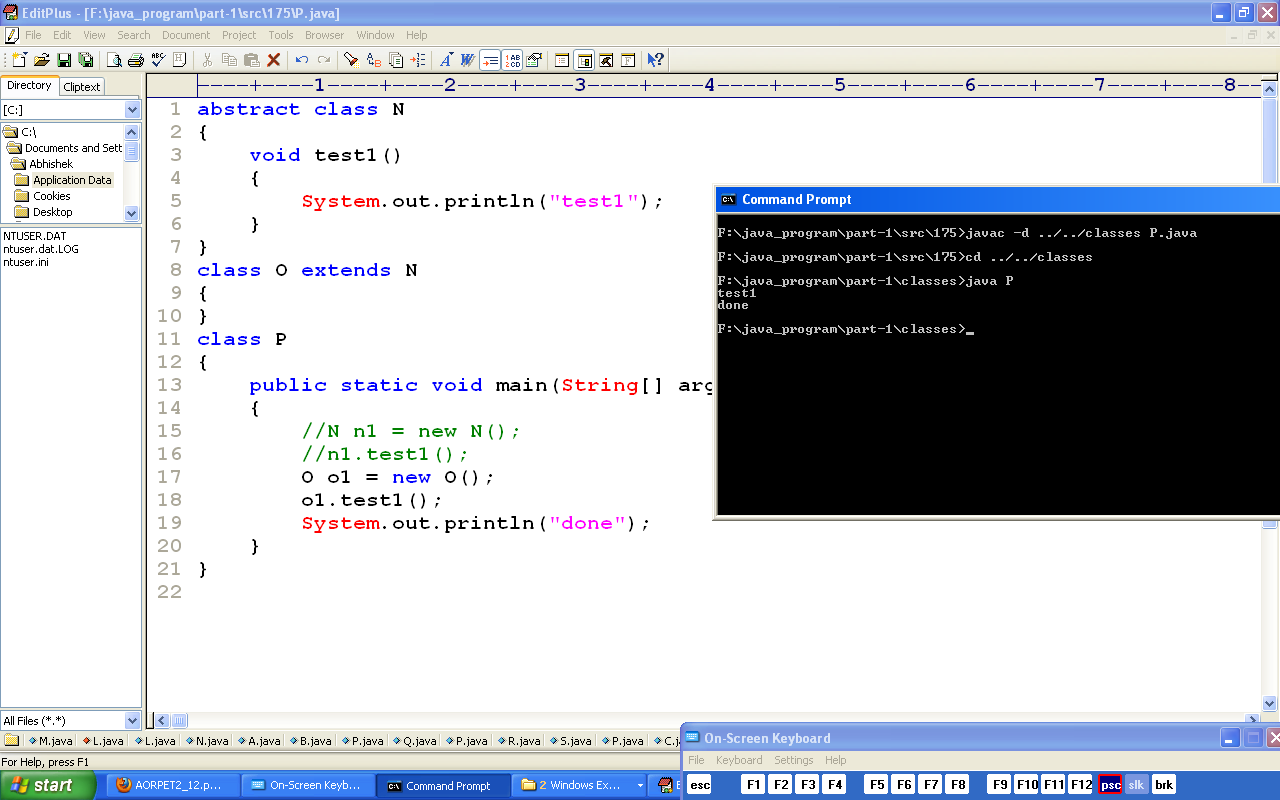 EditPlus - [F:\java_program\part-1\src\175\P.java]
File Edit View Search Document Project Tools Browser Window Help
Directory Cliptext
[C:]
C:\
Documents and Sett
Abhishek
Application Data
Cookies
Desktop
NTUSER.DAT
ntuser.dat.LOG
ntuser.ini
All Files (*.*)
----+----1----+----2----+----3----+----4----+----5----+----6----+----7----+----8--
1 abstract class N
2 {
3 void test1()
4 {
5 System.out.println("test1");
6 }
7 }
8 class O extends N
9 {
10 }
11 class P
12 {
13 public static void main(String[] arg
14 {
15 //N n1 = new N();
16 //n1.test1();
17 O o1 = new O();
18 o1.test1();
19 System.out.println("done");
20 }
21 }
22
Command Prompt
F:\java_program\part-1\src\175>javac -d ../../classes P.java
F:\java_program\part-1\src\175>cd ../../classes
F:\java_program\part-1\classes>java P
test1
done
F:\java_program\part-1\classes>_
M.java L.java L.java N.java A.java B.java P.java Q.java P.java R.java S.java P.java C.j
For Help, press F1
On-Screen Keyboard
File Keyboard Settings Help
esc F1 F2 F3 F4 F5 F6 F7 F8 F9 F10 F11 F12 psc slk brk
start AORPET2_12.p... On-Screen Keyb... Command Prompt 2 Windows Ex... E